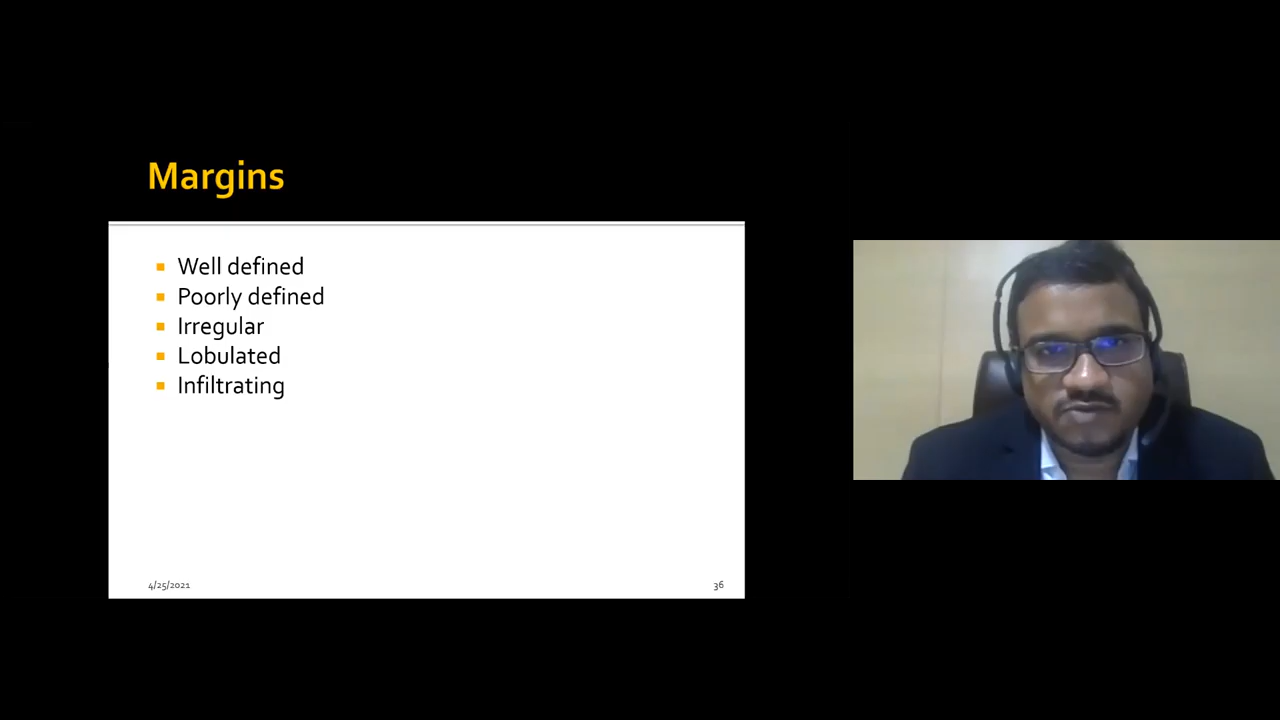 Margins
Well defined
Poorly defined
Irregular
Lobulated
Infiltrating
4/25/2021
36